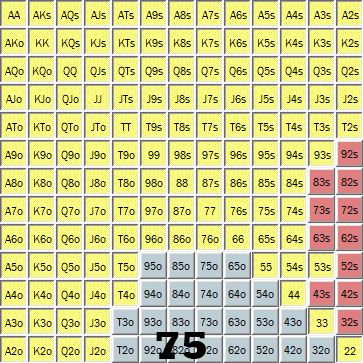 AA AKs AQs AJs ATs A9s A8s A7s A6s A5s A4s A3s A2s
AKo KK KQs KJs KTs K9s K8s K7s K6s K5s K4s K3s K2s
AQo KQo QQ QJs QTs Q9s Q8s Q7s Q6s Q5s Q4s Q3s Q2s
AJo KJo QJo JJ JTs J9s J8s J7s J6s J5s J4s J3s J2s
ATo KTo QTo JTo TT T9s T8s T7s T6s T5s T4s T3s T2s
A9o K9o Q9o J9o T9o 99 98s 97s 96s 95s 94s 93s 92s
A8o K8o Q8o J8o T8o 98o 88 87s 86s 85s 84s 83s 82s
A7o K7o Q7o J7o T7o 97o 87o 77 76s 75s 74s 73s 72s
A6o K6o Q6o J6o T6o 96o 86o 76o 66 65s 64s 63s 62s
A5o K5o Q5o J5o T5o 95o 85o 75o 65o 55 54s 53s 52s
A4o K4o Q4o J4o T4o 94o 84o 74o 64o 54o 44 43s 42s
A3o K3o Q3o J3o T3o 93o 83o 73o 63o 53o 43o 33 32s
A2o K2o Q2o J2o T2o 92o 82o 72o 62o 52o 42o 32o 22
75